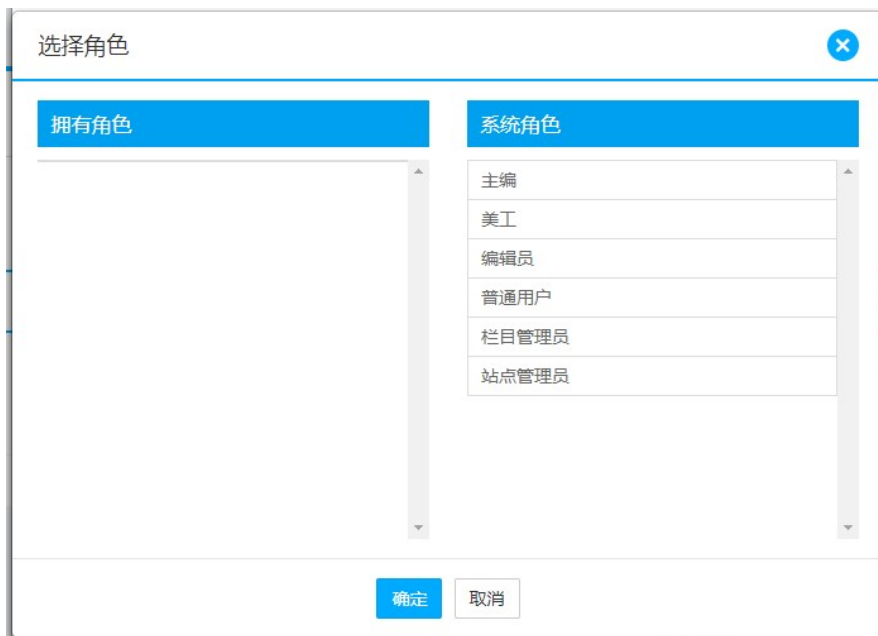 选择角色
拥有角色
系统角色
主编
美工
编辑员
普通用户
栏目管理员
站点管理员
确定
取消